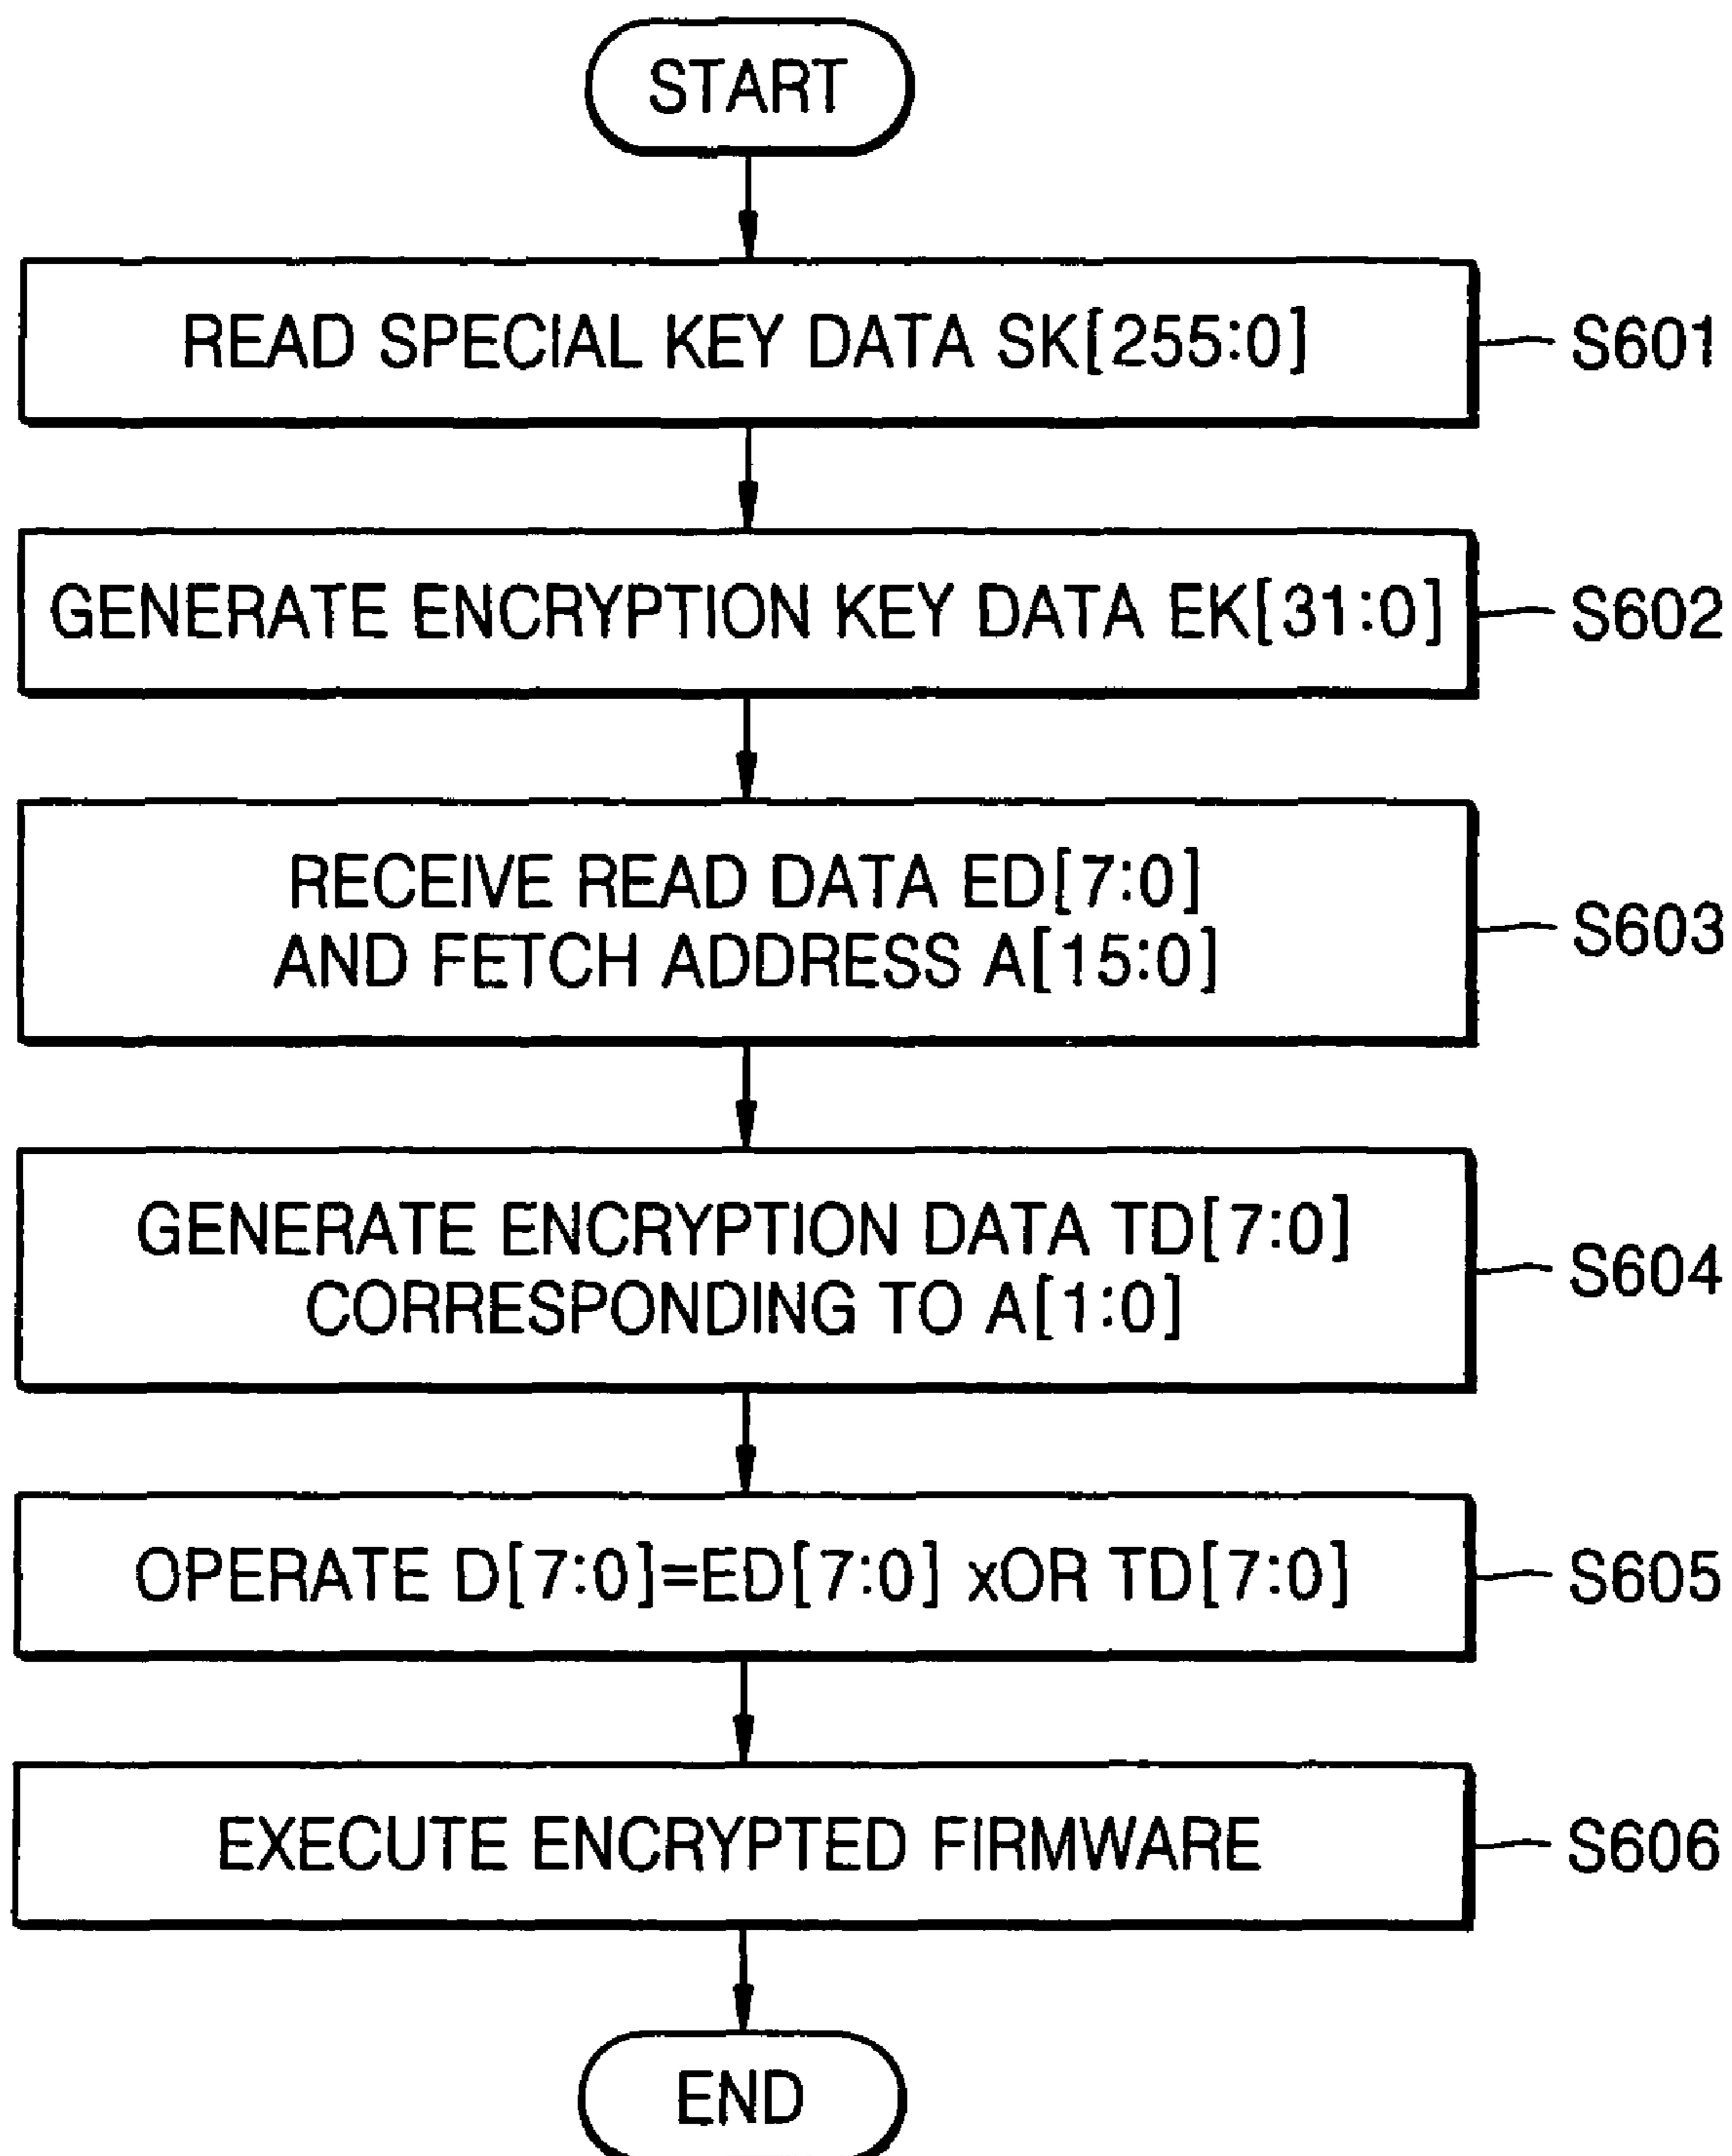 START
READ SPECIAL KEY DATA SK[255:0]
S601
GENERATE ENCRYPTION KEY DATA EK[31:0]
S602
RECEIVE READ DATA ED[7:0]
AND FETCH ADDRESS A[15:0]
S603
GENERATE ENCRYPTION DATA TD[7:0]
CORRESPONDING TO A[1:0]
S604
OPERATE D[7:0]=ED[7:0] xOR TD[7:0]
S605
EXECUTE ENCRYPTED FIRMWARE
S606
END